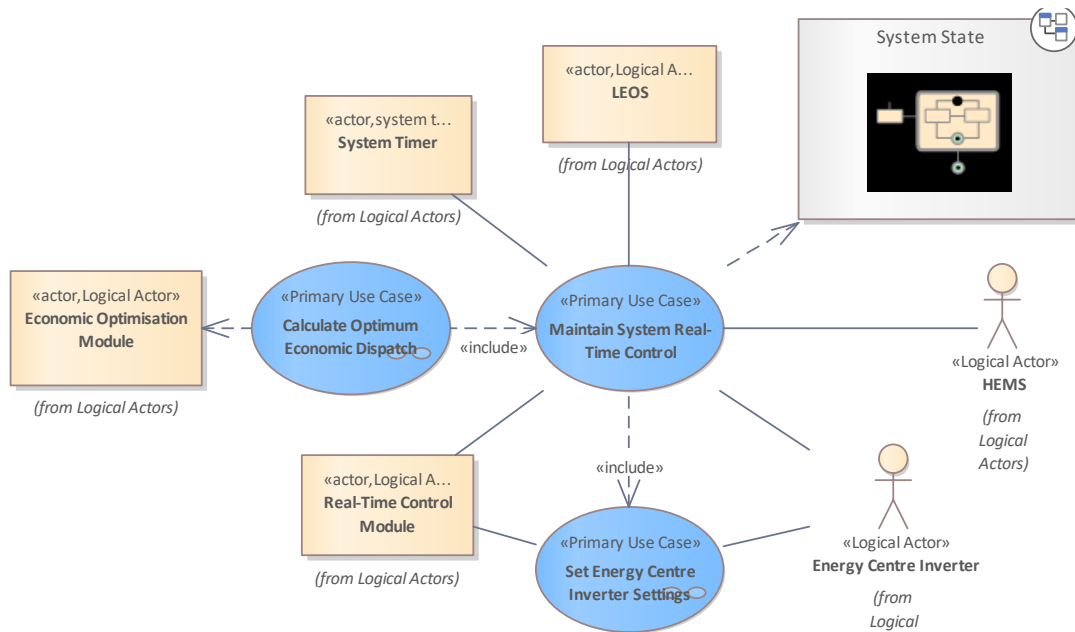 System State
«actor,Logical A...
LEOS
(from Logical Actors)
«actor,system t...
System Timer
(from Logical Actors)
«actor,Logical Actor»
Economic Optimisation
Module
(from Logical Actors)
«Primary Use Case»
Calculate Optimum
Economic Dispatch
«include»
«Primary Use Case»
Maintain System Real-
Time Control
«Logical Actor»
HEMS
(from
Logical
Actors)
«include»
«actor,Logical A...
Real-Time Control
Module
(from Logical Actors)
«Primary Use Case»
Set Energy Centre
Inverter Settings
«Logical Actor»
Energy Centre Inverter
(from
Logical